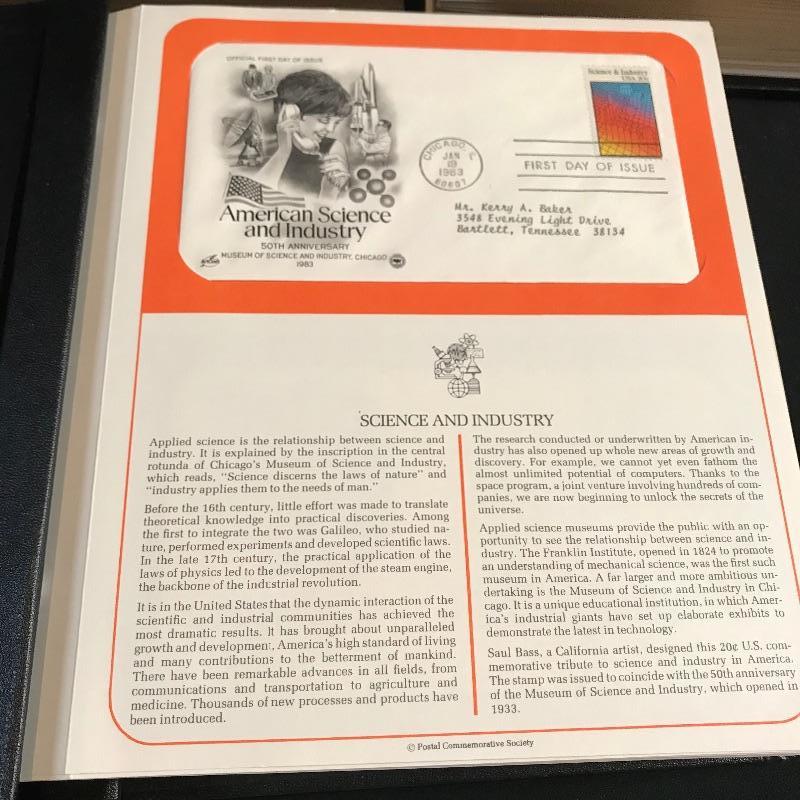 OFFICIAL FIRST DAY OF ISSUE
Science & Industry
USA 20c
CHICAGO, IL
JAN
19
1983
60607
FIRST DAY OF ISSUE
American Science
and Industry
50TH ANNIVERSARY
MUSEUM OF SCIENCE AND INDUSTRY, CHICAGO
1983
Mr. Kerry A. Baker
3548 Evening Light Drive
Bartlett, Tennessee 38134
SCIENCE AND INDUSTRY
Applied science is the relationship between science and
industry. It is explained by the inscription in the central
rotunda of Chicago's Museum of Science and Industry,
which reads, "Science discerns the laws of nature" and
"industry applies them to the needs of man."
Before the 16th century, little effort was made to translate
theoretical knowledge into practical discoveries. Among
the first to integrate the two was Galileo, who studied na-
ture, performed experiments and developed scientific laws.
In the late 17th century, the practical application of the
laws of physics led to the development of the steam engine,
the backbone of the industrial revolution.
It is in the United States that the dynamic interaction of the
scientific and industrial communities has achieved the
most dramatic results. It has brought about unparalleled
growth and development, America's high standard of living
and many contributions to the betterment of mankind.
There have been remarkable advances in all fields, from
communications and transportation to agriculture and
medicine. Thousands of new processes and products have
been introduced.
The research conducted or underwritten by American in-
dustry has also opened up whole new areas of growth and
discovery. For example, we cannot yet even fathom the
almost unlimited potential of computers. Thanks to the
space program, a joint venture involving hundreds of com-
panies, we are now beginning to unlock the secrets of the
universe.
Applied science museums provide the public with an op-
portunity to see the relationship between science and in-
dustry. The Franklin Institute, opened in 1824 to promote
an understanding of mechanical science, was the first such
museum in America. A far larger and more ambitious un-
dertaking is the Museum of Science and Industry in Chi-
cago. It is a unique educational institution, in which Amer-
ica's industrial giants have set up elaborate exhibits to
demonstrate the latest in technology.
Saul Bass, a California artist, designed this 20¢ U.S. com-
memorative tribute to science and industry in America.
The stamp was issued to coincide with the 50th anniversary
of the Museum of Science and Industry, which opened in
1933.
© Postal Commemorative Society